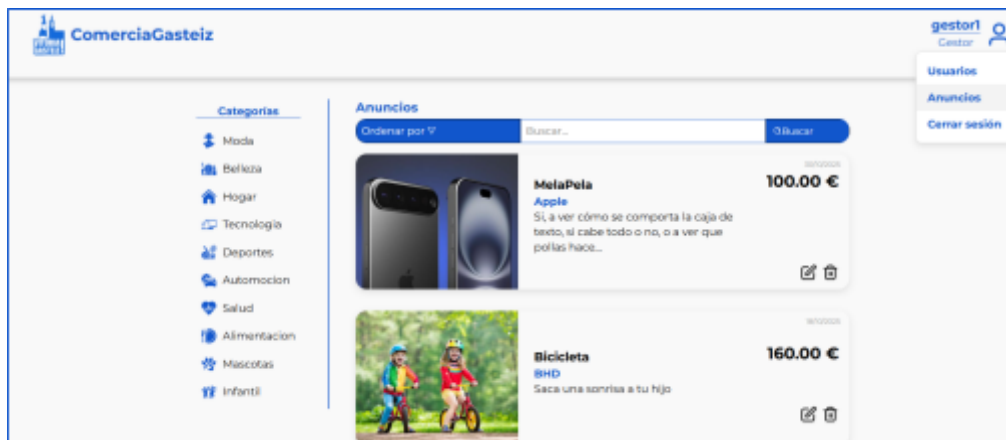 ComerciaGasteiz
gestor1
Gestor
Usuarios
Anuncios
Cerrar sesión
Categorías
Moda
Belleza
Hogar
Tecnologia
Deportes
Automocion
Salud
Alimentacion
Mascotas
Infantil
Anuncios
Ordenar por
Buscar...
Buscar
MelaPela
100.00 €
Apple
Si, a ver cómo se comporta la caja de
texto, si cabe todo o no, o a ver que
pollas hace...
Bicicleta
160.00 €
BHD
Saca una sonrisa a tu hijo